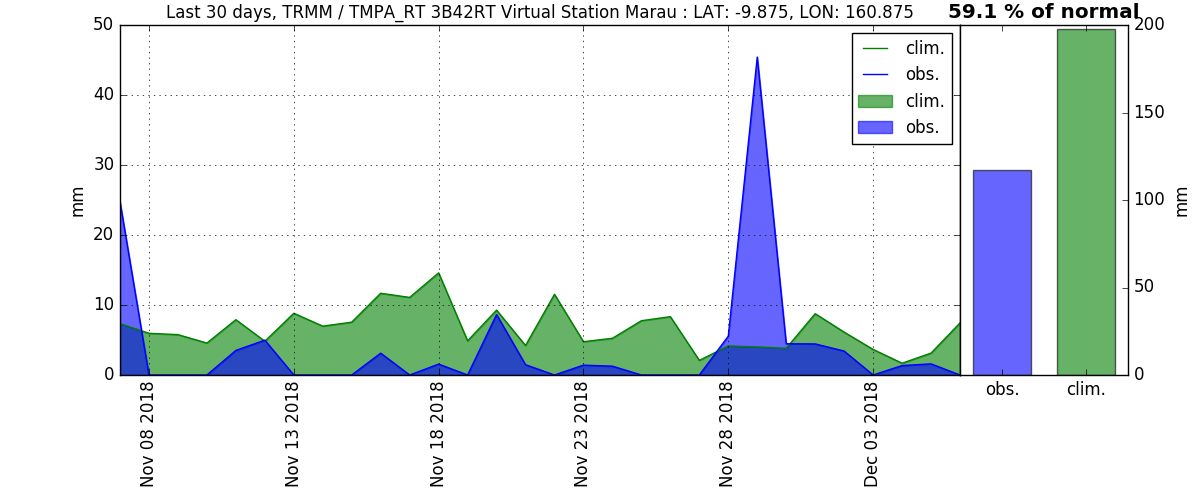 Last 30 days, TRMM / TMPA_RT 3B42RT Virtual Station Marau : LAT: -9.875, LON: 160.875
59.1 % of normal
50
40
30
20
10
0
mm
clim.
obs.
clim.
obs.
200
150
100
50
0
mm
Nov 08 2018
Nov 13 2018
Nov 18 2018
Nov 23 2018
Nov 28 2018
Dec 03 2018
obs.
clim.